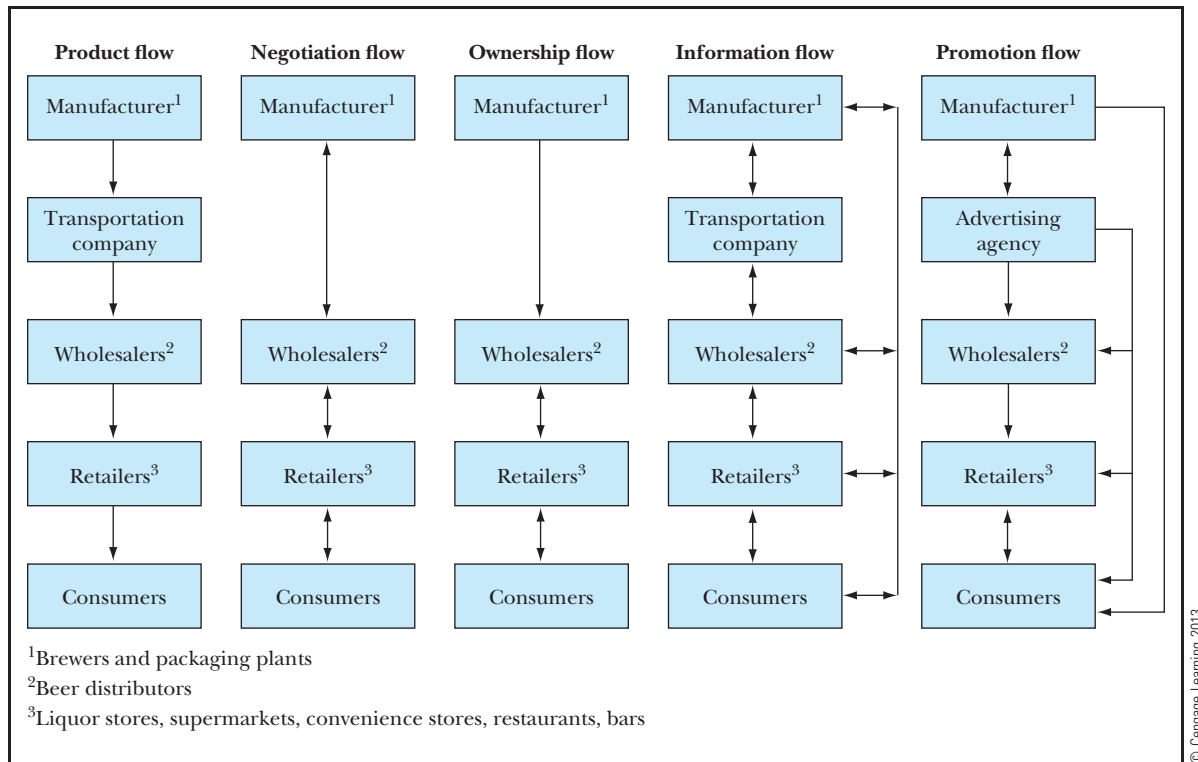 Product flow
Negotiation flow
Ownership flow
Information flow
Promotion flow
Manufacturer¹
Manufacturer¹
Manufacturer¹
Manufacturer¹
Manufacturer¹
Transportation
company
Transportation
company
Advertising
agency
Wholesalers²
Wholesalers²
Wholesalers²
Wholesalers²
Wholesalers²
Retailers³
Retailers³
Retailers³
Retailers³
Retailers³
Consumers
Consumers
Consumers
Consumers
Consumers
¹Brewers and packaging plants
²Beer distributors
³Liquor stores, supermarkets, convenience stores, restaurants, bars
© Cengage Learning 2013